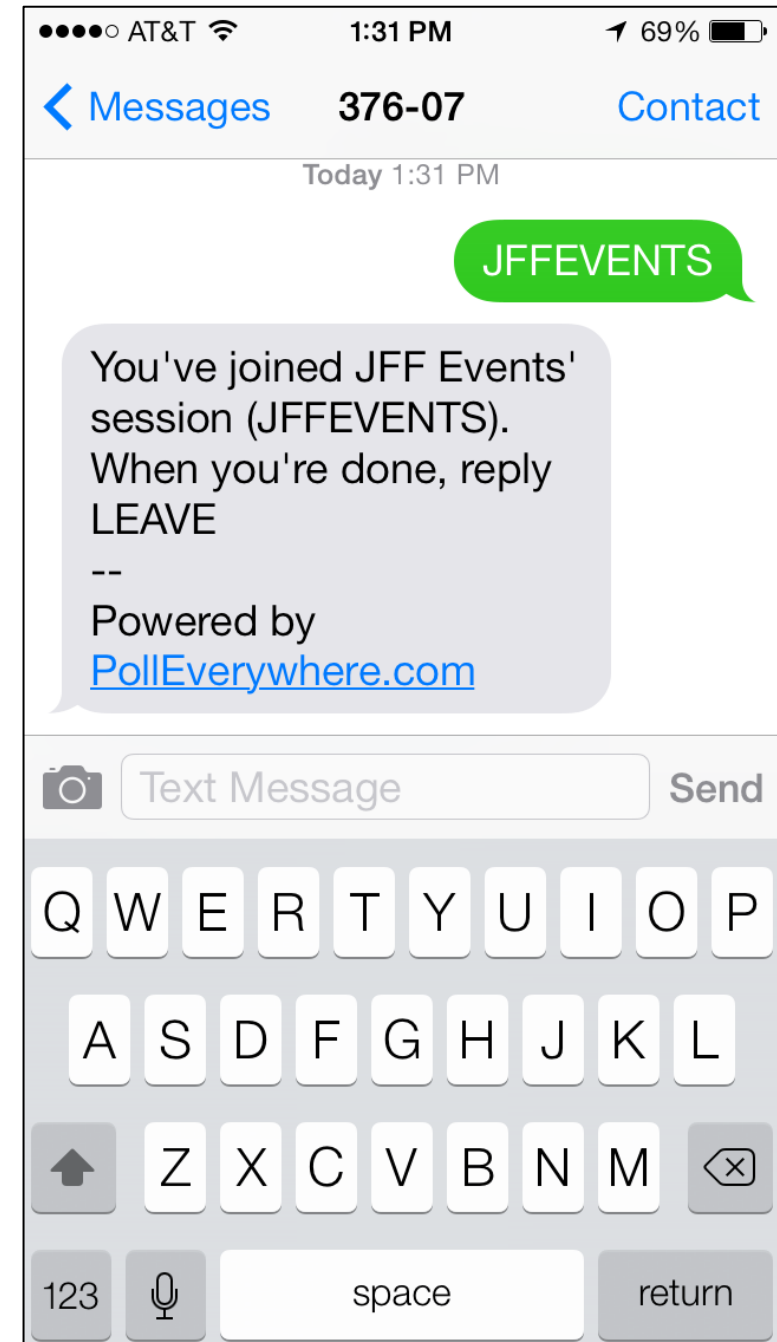 AT&T 1:31 PM 69%
Messages 376-07 Contact
Today 1:31 PM
JFFEVENTS
You've joined JFF Events'
session (JFFEVENTS).
When you're done, reply
LEAVE
--
Powered by
PollEverywhere.com
Text Message Send
Q W E R T Y U I O P
A S D F G H J K L
Z X C V B N M
123 space return